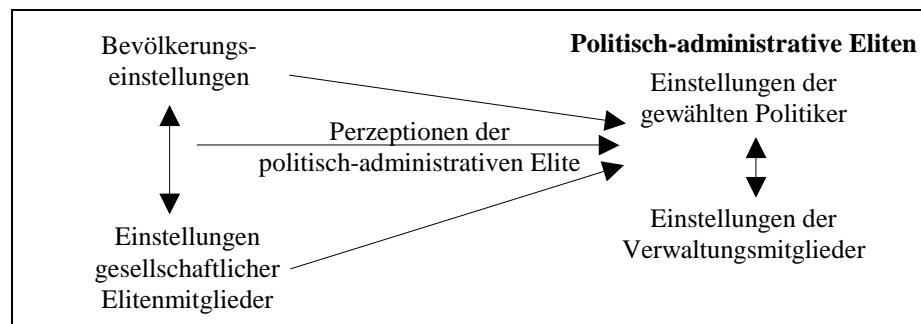 Bevölkerungs-
einstellungen
Politisch-administrative Eliten
Einstellungen der
gewählten Politiker
Perzeptionen der
politisch-administrativen Elite
Einstellungen
gesellschaftlicher
Elitenmitglieder
Einstellungen der
Verwaltungsmitglieder